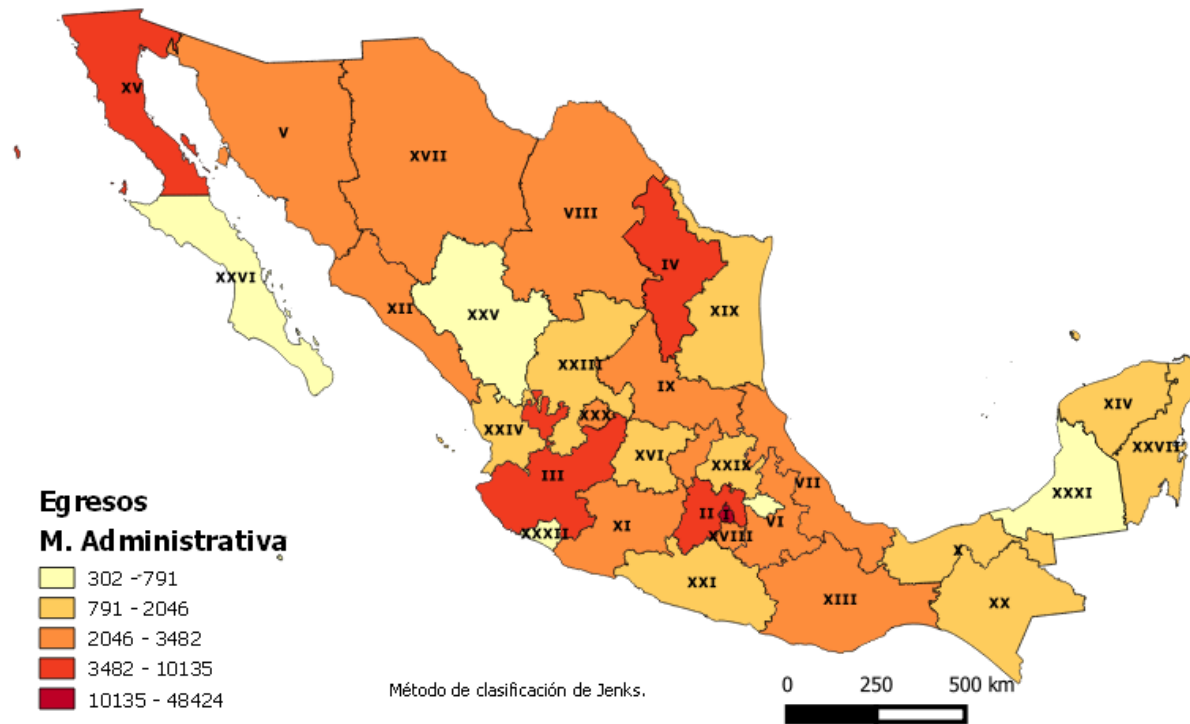 XV
V
XVII
VIII
XXVI
XII
XXV
IV
XIX
XXIII
IX
XXIV
XXX
XVI
XXIX
VII
III
XXXII
XI
II
I
VI
XVIII
XXI
XIII
X
XX
XIV
XXVII
XXXI
Egresos
M. Administrativa
302 -791
791 - 2046
2046 - 3482
3482 - 10135
10135 - 48424
Método de clasificación de Jenks.
0 250 500 km